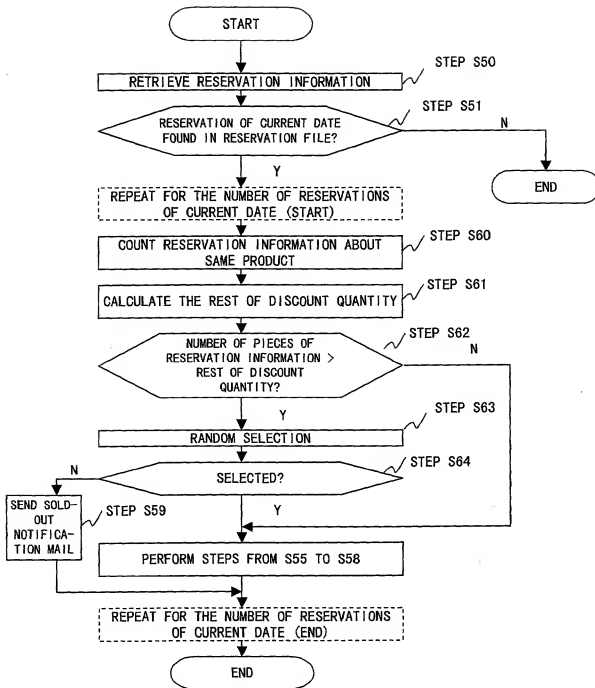 START
STEP S50
RETRIEVE RESERVATION INFORMATION
STEP S51
RESERVATION OF CURRENT DATE
FOUND IN RESERVATION FILE?
N
Y
END
REPEAT FOR THE NUMBER OF RESERVATIONS
OF CURRENT DATE (START)
COUNT RESERVATION INFORMATION ABOUT
SAME PRODUCT
STEP S60
CALCULATE THE REST OF DISCOUNT QUANTITY
STEP S61
NUMBER OF PIECES OF
RESERVATION INFORMATION >
REST OF DISCOUNT
QUANTITY?
STEP S62
N
Y
STEP S63
RANDOM SELECTION
STEP S64
SELECTED?
N
Y
SEND SOLD-
OUT
NOTIFICA-
TION MAIL
STEP S59
PERFORM STEPS FROM S55 TO S58
REPEAT FOR THE NUMBER OF RESERVATIONS
OF CURRENT DATE (END)
END